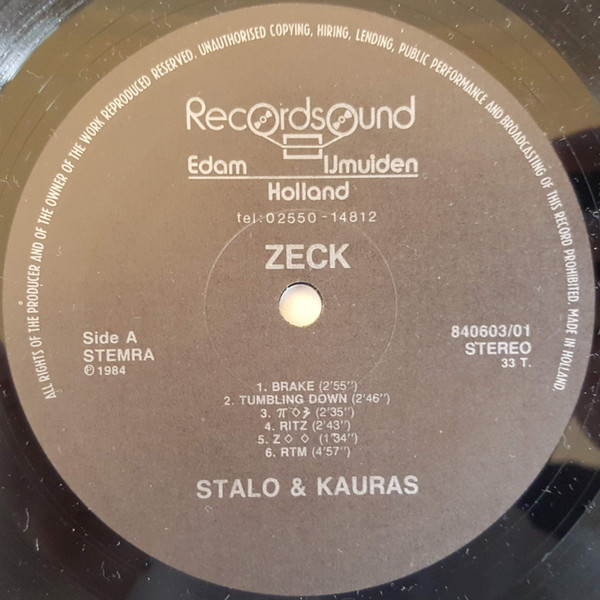 ALL RIGHTS OF THE PRODUCER AND OF THE OWNER OF THE WORK REPRODUCED RESERVED. UNAUTHORISED COPYING, HIRING, LENDING, PUBLIC PERFORMANCE AND BROADCASTING OF THIS RECORD PROHIBITED. MADE IN HOLLAND.
Recordsound
Edam IJmuiden
Holland
tel: 02550 - 14812
ZECK
Side A
STEMRA
℗ 1984
840603/01
STEREO
33 T.
1. BRAKE (2'55")
2. TUMBLING DOWN (2'46")
3. (2'35")
4. RITZ (2'43")
5. Z◇ ◇ (1'34")
6. RTM (4'57")
STALO & KAURAS